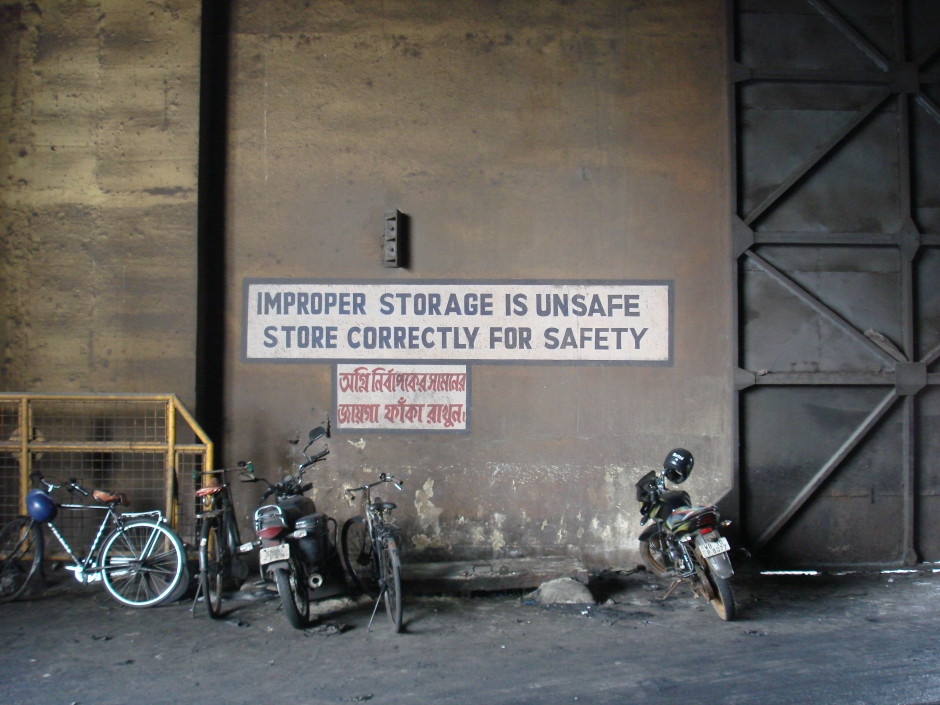 IMPROPER STORAGE IS UNSAFE
STORE CORRECTLY FOR SAFETY
অগ্নি নির্বাপকের সামনের
জায়গা ফাঁকা রাখুন।